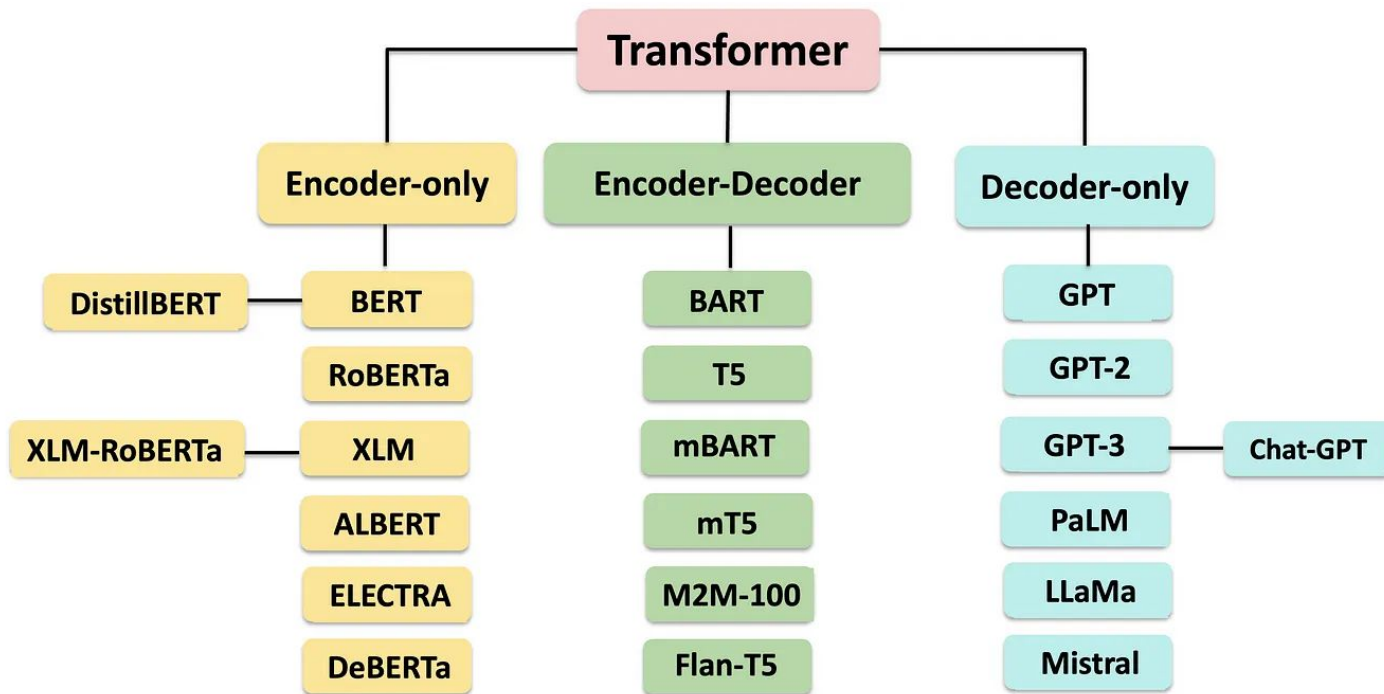 Transformer
Encoder-only
Encoder-Decoder
Decoder-only
DistillBERT
BERT
BART
GPT
RoBERTa
T5
GPT-2
XLM-RoBERTa
XLM
mBART
GPT-3
Chat-GPT
ALBERT
mT5
PaLM
ELECTRA
M2M-100
LLaMa
DeBERTa
Flan-T5
Mistral